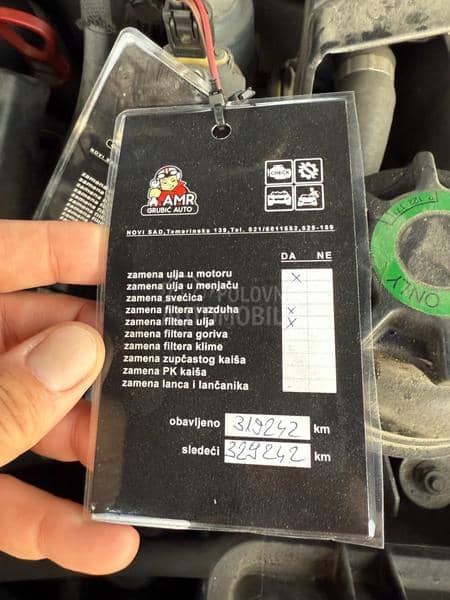 CHECK
AMR
GRUBIĆ AUTO
NOVI SAD,Temerinska 139,Tel. 021/6611552,525-159
DA NE
zamena ulja u motoru x
zamena ulja u menjaču
zamena svećica
zamena filtera vazduha x
zamena filtera ulja x
zamena filtera goriva
zamena filtera klime
zamena zupčastog kaiša
zamena PK kaiša
zamena lanca i lančanika
obavljeno 319242 km
sledeći 329242 km
ONLY